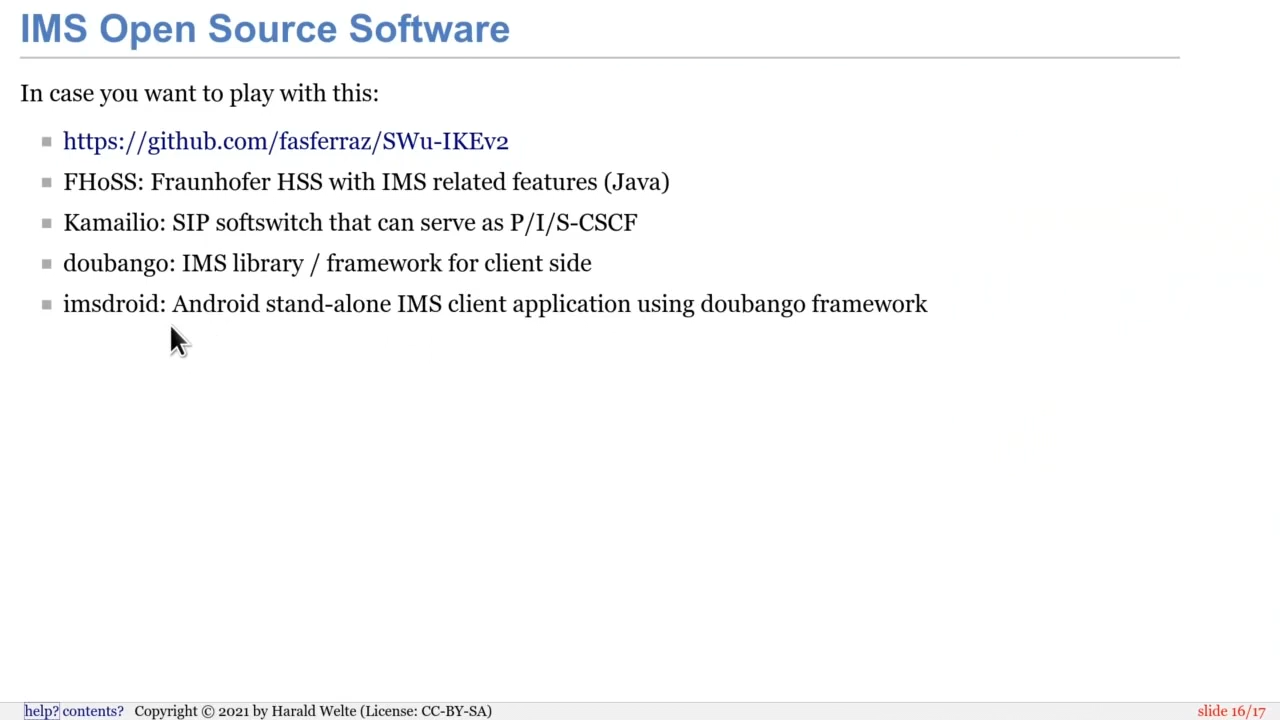 IMS Open Source Software
In case you want to play with this:
https://github.com/fasferraz/SWu-IKEv2
FHoSS: Fraunhofer HSS with IMS related features (Java)
Kamailio: SIP softswitch that can serve as P/I/S-CSCF
doubango: IMS library / framework for client side
imsdroid: Android stand-alone IMS client application using doubango framework
help? contents? Copyright © 2021 by Harald Welte (License: CC-BY-SA) slide 16/17